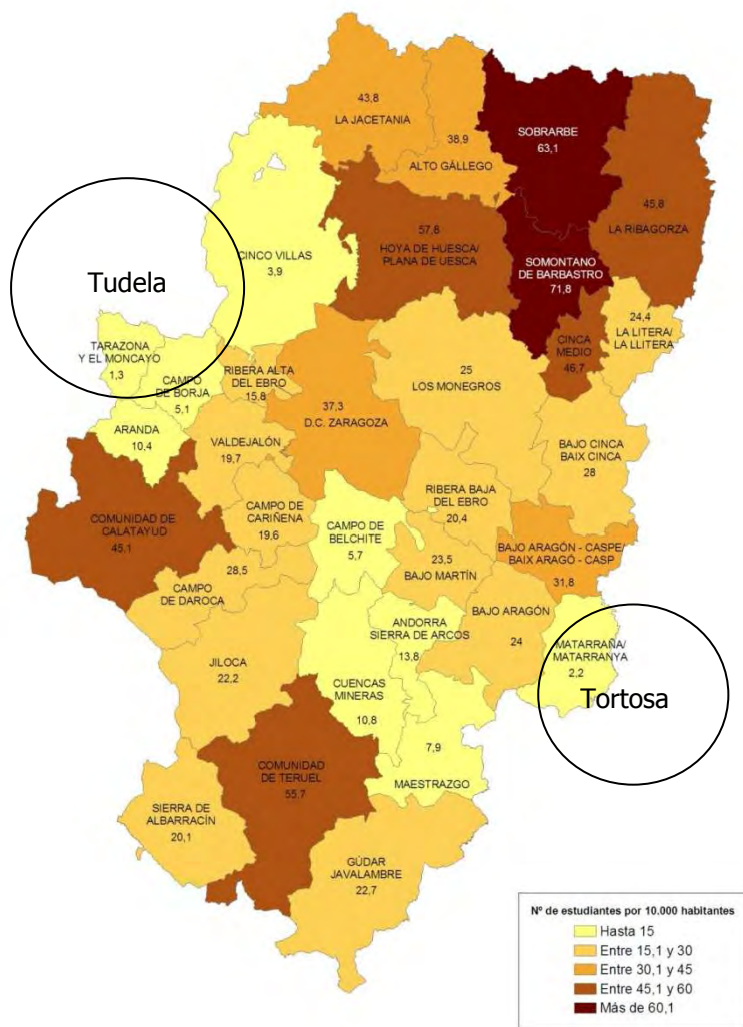 43,8
LA JACETANIA
38,9
ALTO GÁLLEGO
SOBRARBE
63,1
45,8
LA RIBAGORZA
57,8
HOYA DE HUESCA/
PLANA DE UESCA
CINCO VILLAS
3,9
SOMONTANO
DE BARBASTRO
71,8
Tudela
24,4
LA LITERA/
LA LLITERA
CINCA
MEDIO
46,7
TARAZONA
Y EL MONCAYO
1,3
CAMPO
DE BORJA
5,1
RIBERA ALTA
DEL EBRO
15,8
25
LOS MONEGROS
37,3
D.C. ZARAGOZA
ARANDA
10,4
VALDEJALÓN
19,7
BAJO CINCA
BAIX CINCA
28
RIBERA BAJA
DEL EBRO
20,4
CAMPO DE
CARIÑENA
19,6
COMUNIDAD DE
CALATAYUD
45,1
CAMPO DE
BELCHITE
5,7
BAJO ARAGÓN - CASPE/
BAIX ARAGÓ - CASP
31,8
23,5
BAJO MARTÍN
28,5
CAMPO
DE DAROCA
BAJO ARAGÓN
24
ANDORRA
SIERRA DE ARCOS
13,8
MATARRAÑA/
MATARRANYA
2,2
Tortosa
JILOCA
22,2
CUENCAS
MINERAS
10,8
7,9
MAESTRAZGO
COMUNIDAD
DE TERUEL
55,7
SIERRA DE
ALBARRACÍN
20,1
GÚDAR
JAVALAMBRE
22,7
Nº de estudiantes por 10.000 habitantes
Hasta 15
Entre 15,1 y 30
Entre 30,1 y 45
Entre 45,1 y 60
Más de 60,1